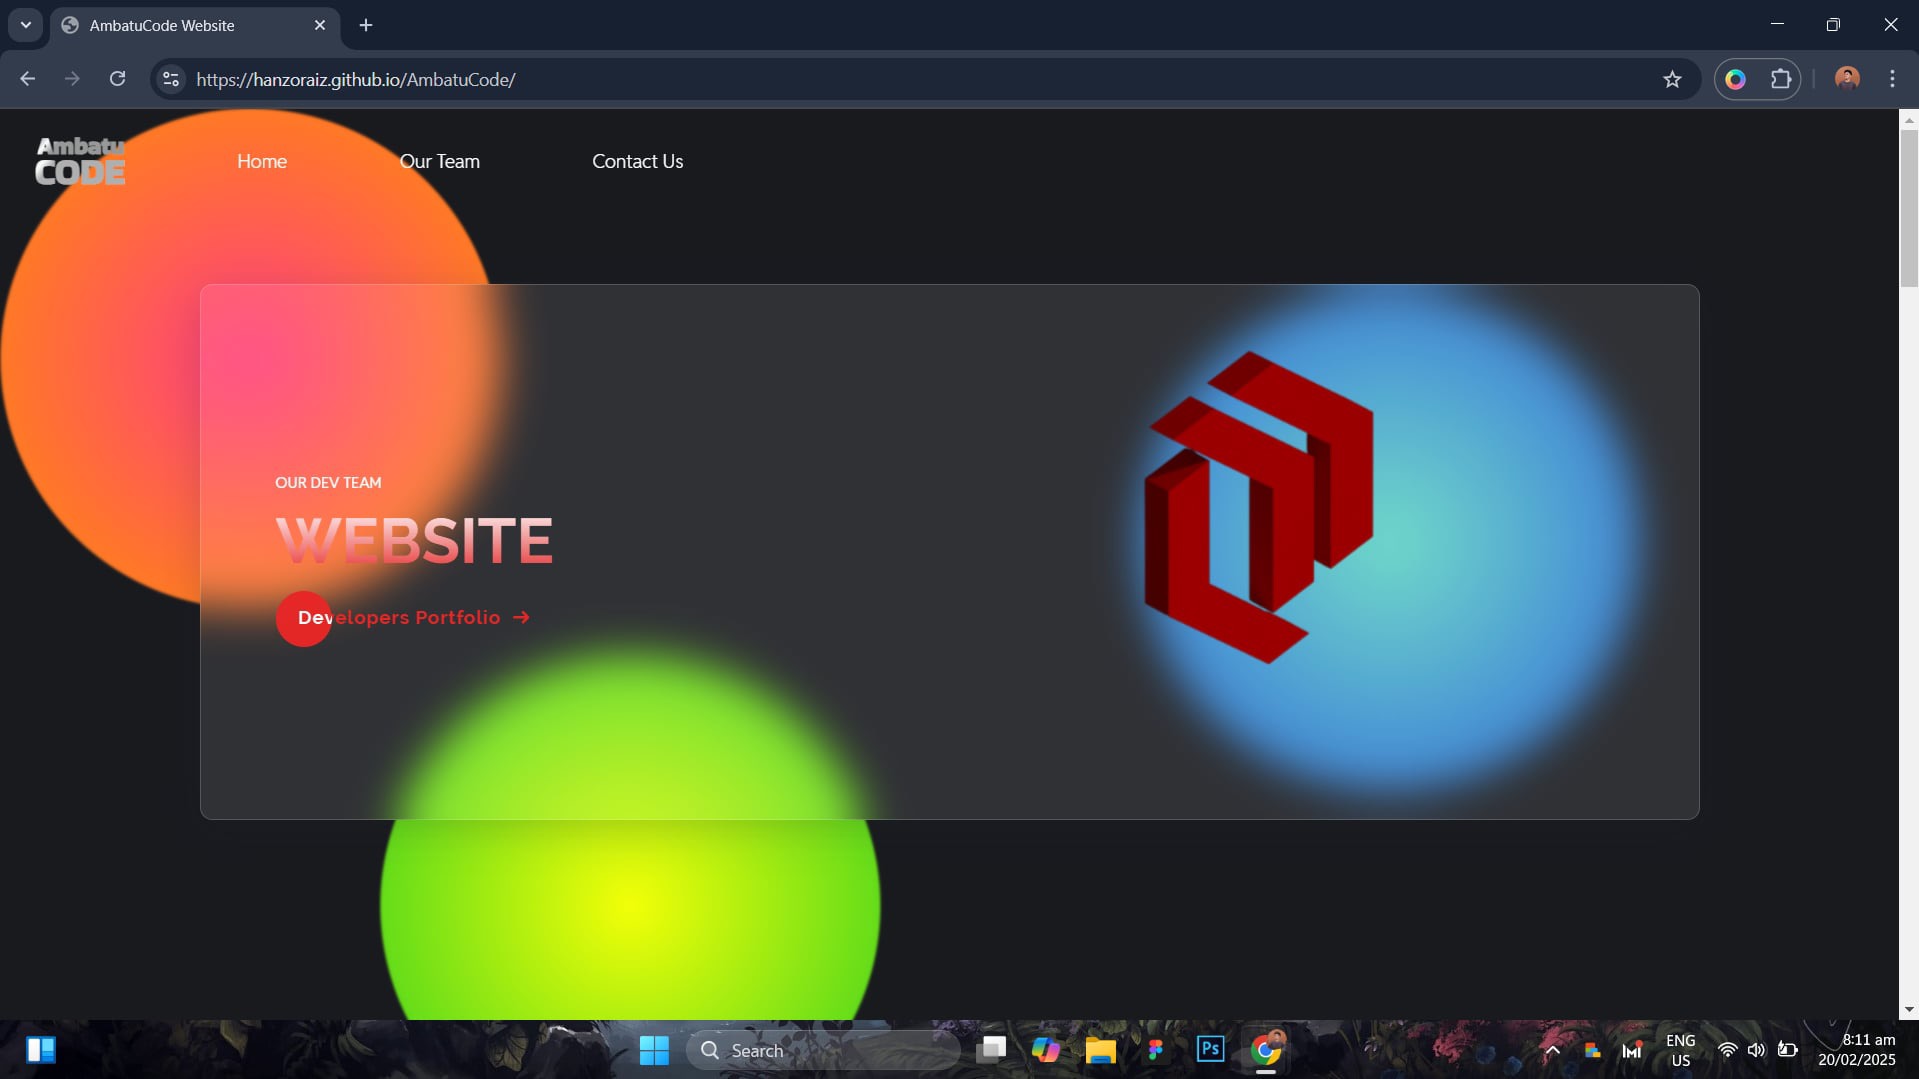 AmbatuCode Website
https://hanzoraiz.github.io/AmbatuCode/
Ambatu
CODE
Home
Our Team
Contact Us
OUR DEV TEAM
WEBSITE
Developers Portfolio →
Search
Ps
ENG
US
8:11 am
20/02/2025